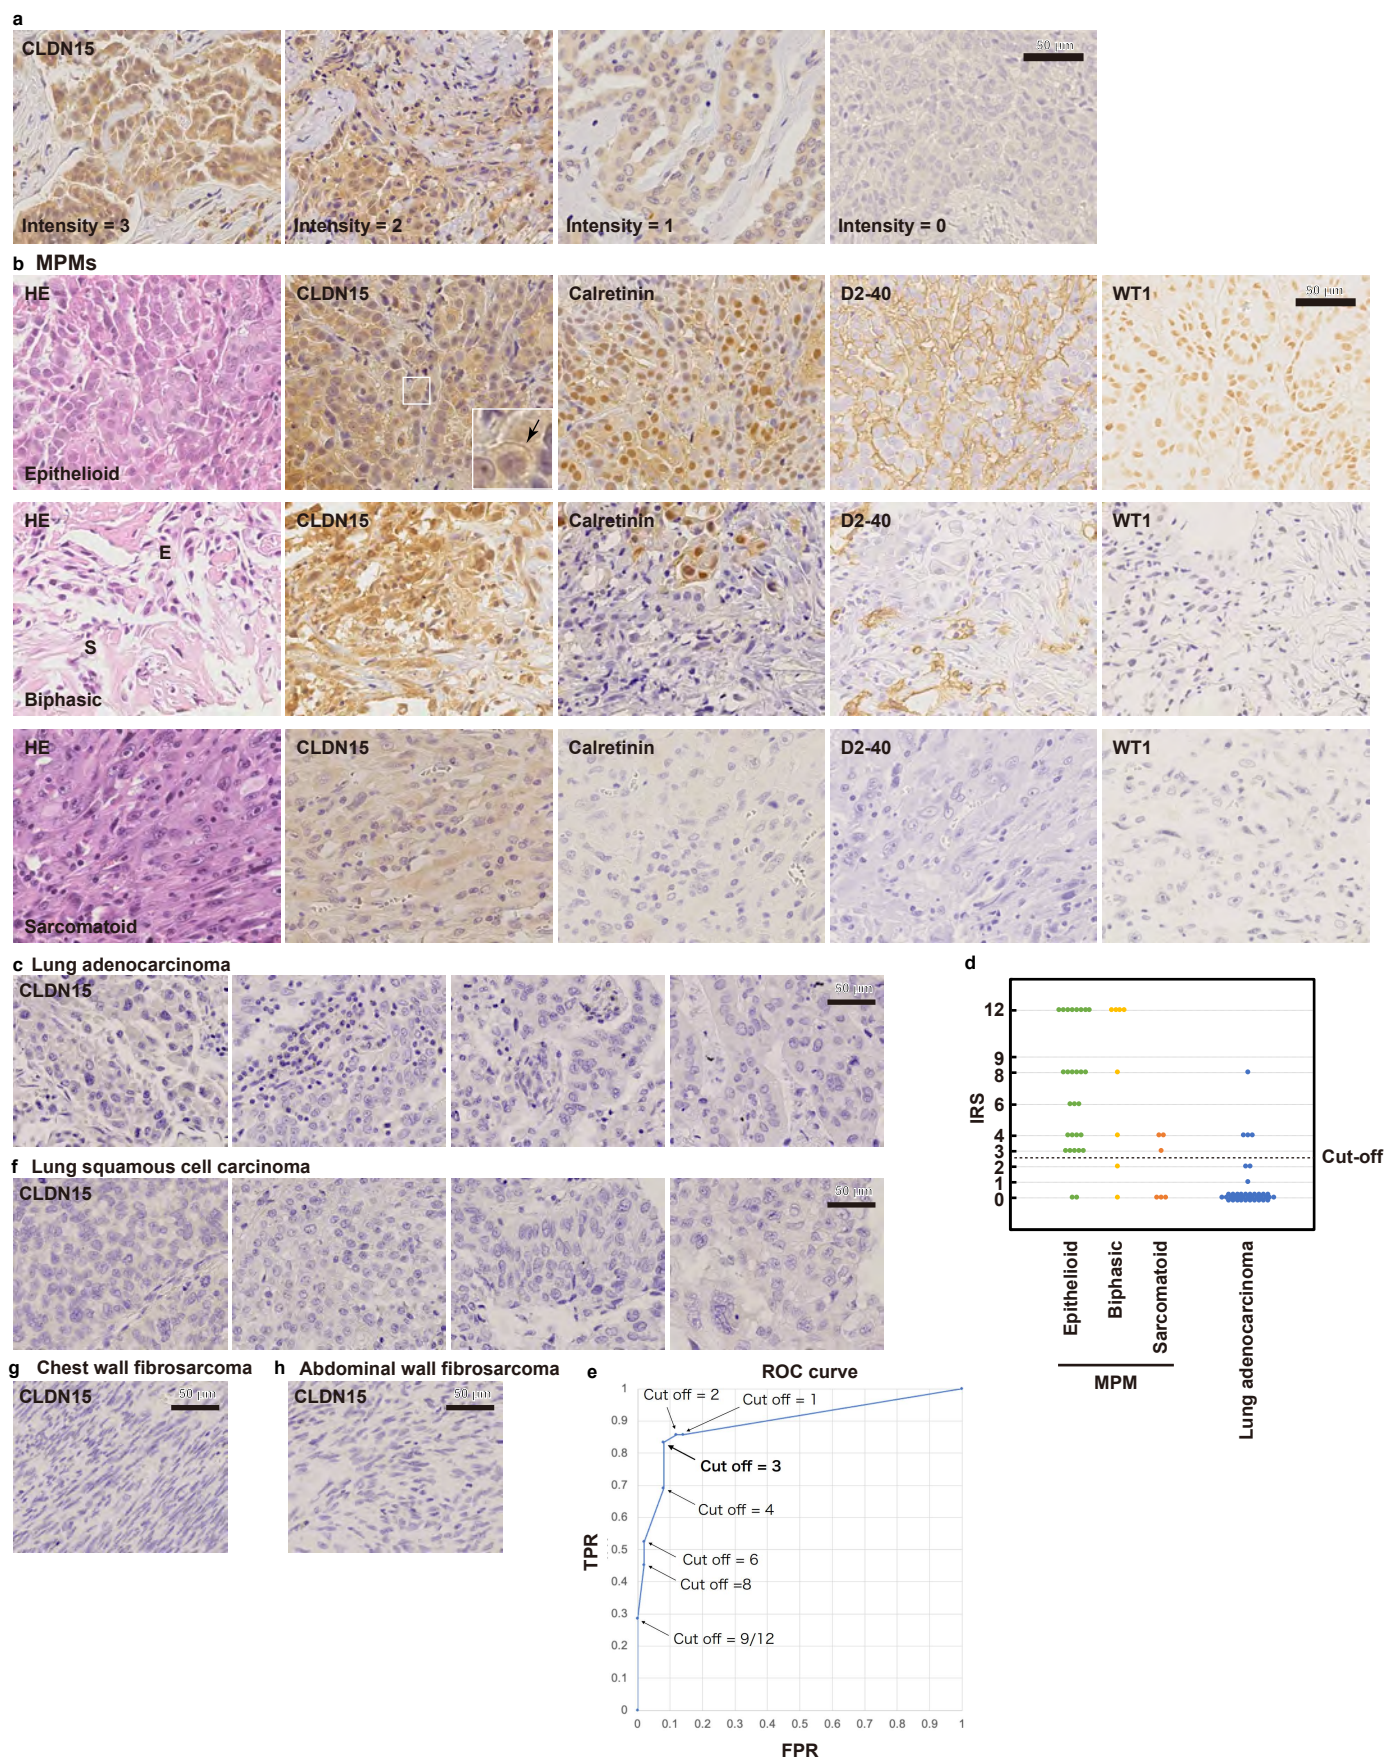 a
CLDN15
50 μm
Intensity = 3
Intensity = 2
Intensity = 1
Intensity = 0
b MPMs
HE
CLDN15
Calretinin
D2-40
WT1
50 μm
Epithelioid
HE
CLDN15
Calretinin
D2-40
WT1
E
S
Biphasic
HE
CLDN15
Calretinin
D2-40
WT1
Sarcomatoid
c Lung adenocarcinoma
CLDN15
50 μm
d
12
9
8
6
4
3
2
1
0
IRS
Cut-off
Epithelioid
Biphasic
Sarcomatoid
Lung adenocarcinoma
MPM
f Lung squamous cell carcinoma
CLDN15
50 μm
g Chest wall fibrosarcoma
CLDN15
50 μm
h Abdominal wall fibrosarcoma
CLDN15
50 μm
e
ROC curve
Cut off = 2
Cut off = 1
Cut off = 3
Cut off = 4
Cut off = 6
Cut off =8
Cut off = 9/12
1
0.9
0.8
0.7
0.6
0.5
0.4
0.3
0.2
0.1
0
TPR
0 0.1 0.2 0.3 0.4 0.5 0.6 0.7 0.8 0.9 1
FPR